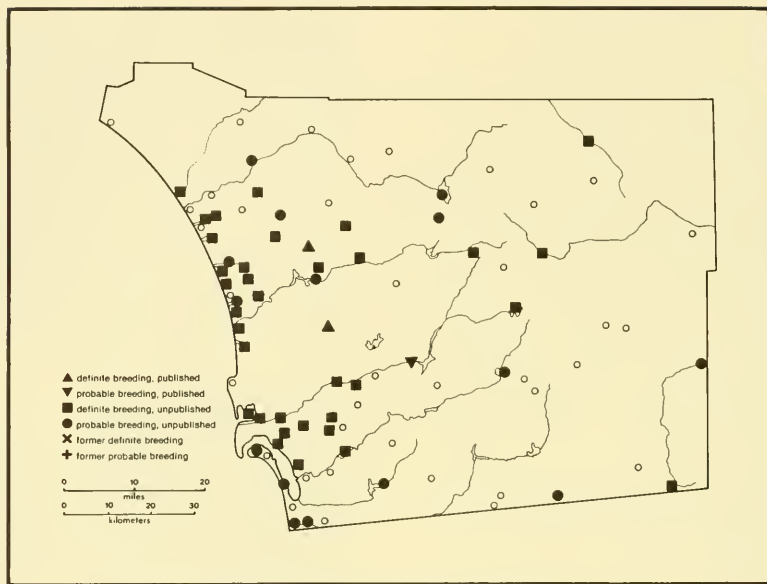 definite breeding, published
probable breeding, published
definite breeding, unpublished
probable breeding, unpublished
former definite breeding
former probable breeding
0 10 20
miles
0 10 20 30
kilometers